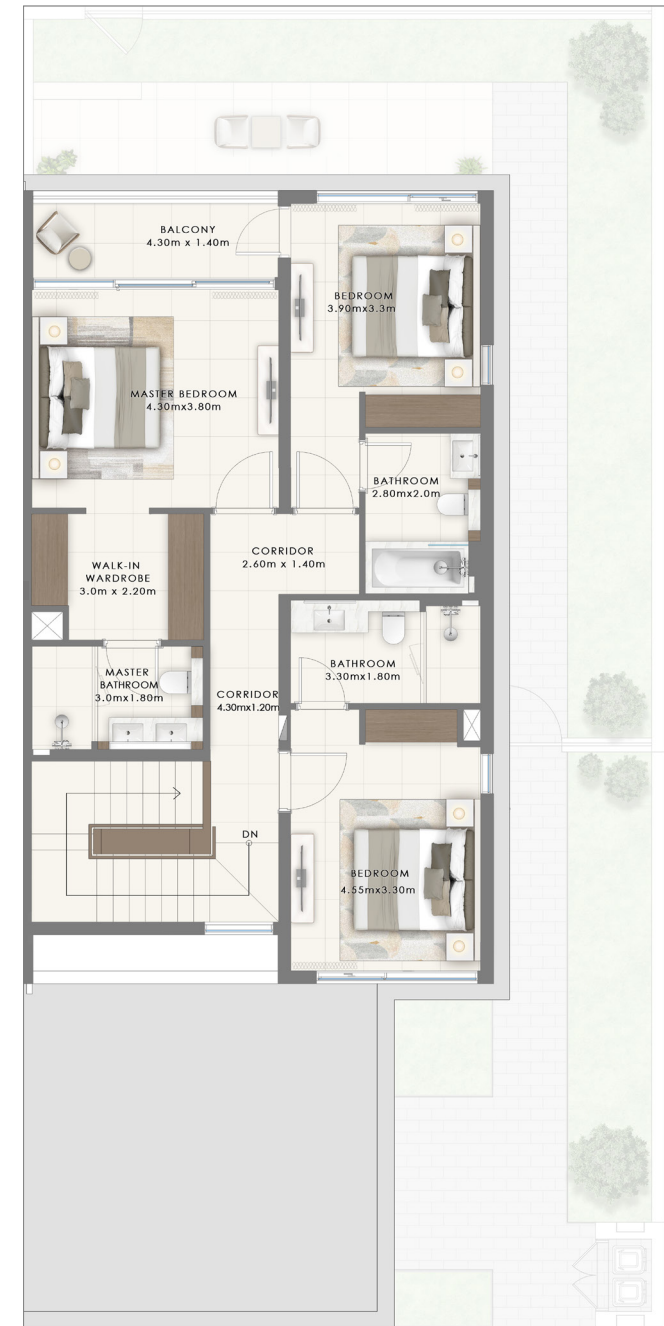 BALCONY
4.30m x 1.40m
BEDROOM
3.90mx3.3m
MASTER BEDROOM
4.30mx3.80m
BATHROOM
2.80mx2.0m
CORRIDOR
2.60m x 1.40m
WALK-IN
WARDROBE
3.0m x 2.20m
BATHROOM
3.30mx1.80m
MASTER
BATHROOM
3.0mx1.80m
CORRIDOR
4.30mx1.20m
DN
BEDROOM
4.55mx3.30m